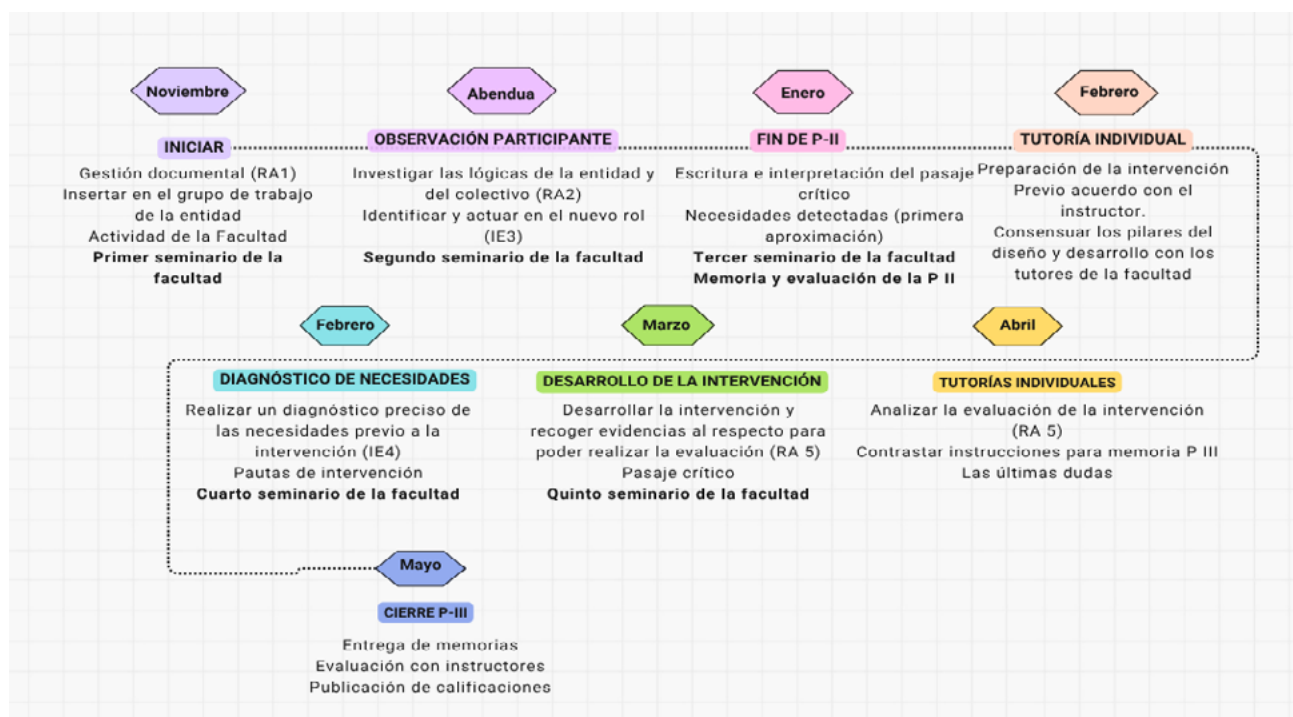 Noviembre
INICIAR
Gestión documental (RA1)
Insertar en el grupo de trabajo
de la entidad
Actividad de la Facultad
Primer seminario de la
facultad
Abendua
OBSERVACIÓN PARTICIPANTE
Investigar las lógicas de la entidad y
del colectivo (RA2)
Identificar y actuar en el nuevo rol
(IE3)
Segundo seminario de la facultad
Enero
FIN DE P-II
Escritura e interpretación del pasaje
crítico
Necesidades detectadas (primera
aproximación)
Tercer seminario de la facultad
Memoria y evaluación de la P II
Febrero
TUTORÍA INDIVIDUAL
Preparación de la intervención
Previo acuerdo con el
instructor.
Consensuar los pilares del
diseño y desarrollo con los
tutores de la facultad
Febrero
DIAGNÓSTICO DE NECESIDADES
Realizar un diagnóstico preciso de
las necesidades previo a la
intervención (IE4)
Pautas de intervención
Cuarto seminario de la facultad
Marzo
DESARROLLO DE LA INTERVENCIÓN
Desarrollar la intervención y
recoger evidencias al respecto para
poder realizar la evaluación (RA 5)
Pasaje crítico
Quinto seminario de la facultad
Abril
TUTORÍAS INDIVIDUALES
Analizar la evaluación de la intervención
(RA 5)
Contrastar instrucciones para memoria P III
Las últimas dudas
Mayo
CIERRE P-III
Entrega de memorias
Evaluación con instructores
Publicación de calificaciones